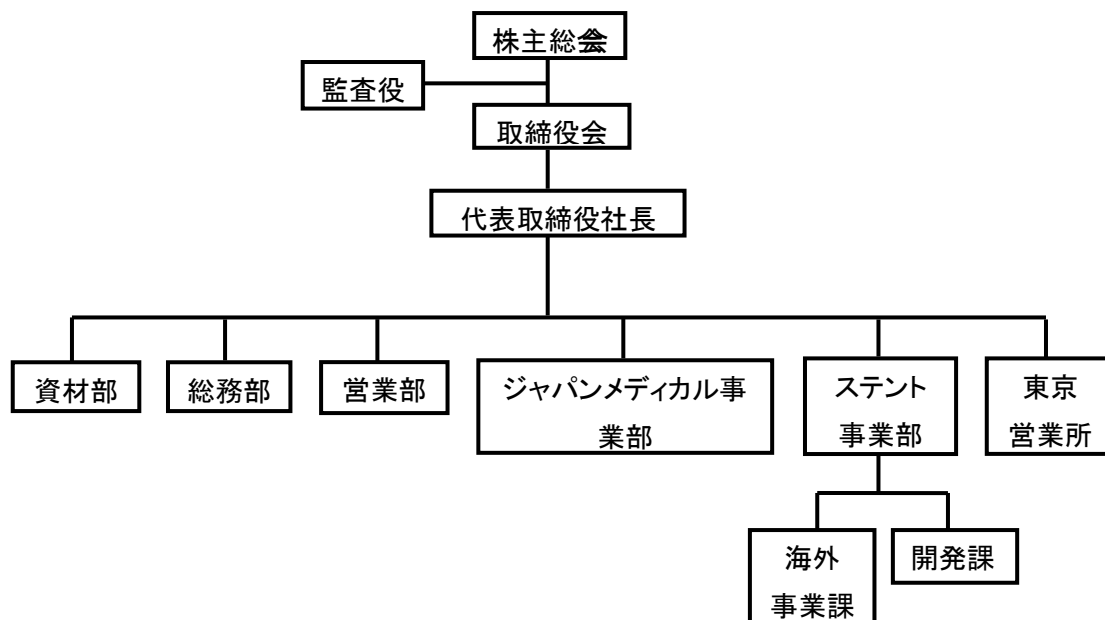 株主総会
監査役
取締役会
代表取締役社長
資材部
総務部
営業部
ジャパンメディカル事
業部
ステント
事業部
東京
営業所
海外
事業課
開発課